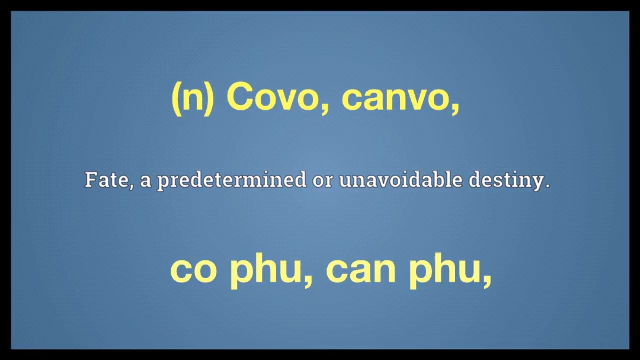 (n) Covo, canvo,
Fate, a predetermined or unavoidable destiny.
co phu, can phu,